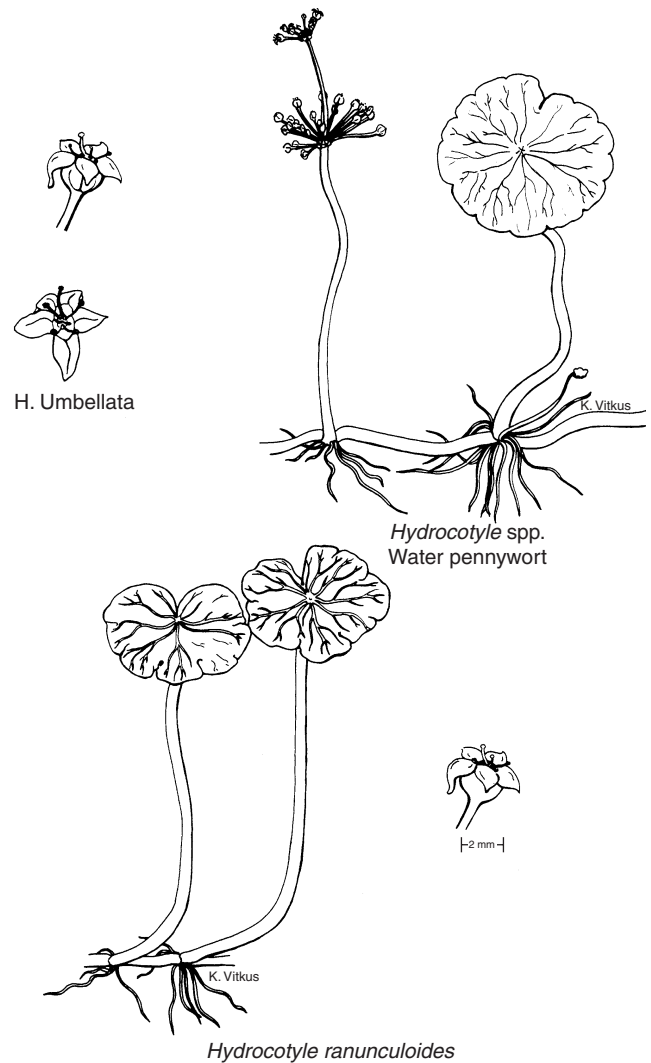 H. Umbellata
K. Vitkus
Hydrocotyle spp.
Water pennywort
2 mm
K. Vitkus
Hydrocotyle ranunculoides